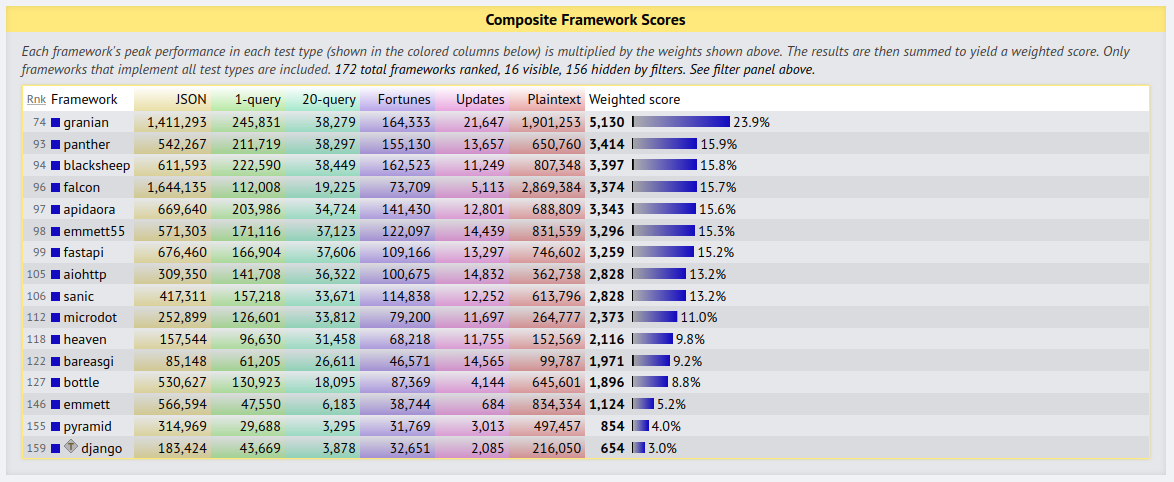 Composite Framework Scores
Each framework's peak performance in each test type (shown in the colored columns below) is multiplied by the weights shown above. The results are then summed to yield a weighted score. Only
frameworks that implement all test types are included. 172 total frameworks ranked, 16 visible, 156 hidden by filters. See filter panel above.
Rnk Framework JSON 1-query 20-query Fortunes Updates Plaintext Weighted score
74 granian 1,411,293 245,831 38,279 164,333 21,647 1,901,253 5,130 23.9%
93 panther 542,267 211,719 38,297 155,130 13,657 650,760 3,414 15.9%
94 blacksheep 611,593 222,590 38,449 162,523 11,249 807,348 3,397 15.8%
96 falcon 1,644,135 112,008 19,225 73,709 5,113 2,869,384 3,374 15.7%
97 apidaora 669,640 203,986 34,724 141,430 12,801 688,809 3,343 15.6%
98 emmett55 571,303 171,116 37,123 122,097 14,439 831,539 3,296 15.3%
99 fastapi 676,460 166,904 37,606 109,166 13,297 746,602 3,259 15.2%
105 aiohttp 309,350 141,708 36,322 100,675 14,832 362,738 2,828 13.2%
106 sanic 417,311 157,218 33,671 114,838 12,252 613,796 2,828 13.2%
112 microdot 252,899 126,601 33,812 79,200 11,697 264,777 2,373 11.0%
118 heaven 157,544 96,630 31,458 68,218 11,755 152,569 2,116 9.8%
122 bareasgi 85,148 61,205 26,611 46,571 14,565 99,787 1,971 9.2%
127 bottle 530,627 130,923 18,095 87,369 4,144 645,601 1,896 8.8%
146 emmett 566,594 47,550 6,183 38,744 684 834,334 1,124 5.2%
155 pyramid 314,969 29,688 3,295 31,769 3,013 497,457 854 4.0%
159 T django 183,424 43,669 3,878 32,651 2,085 216,050 654 3.0%